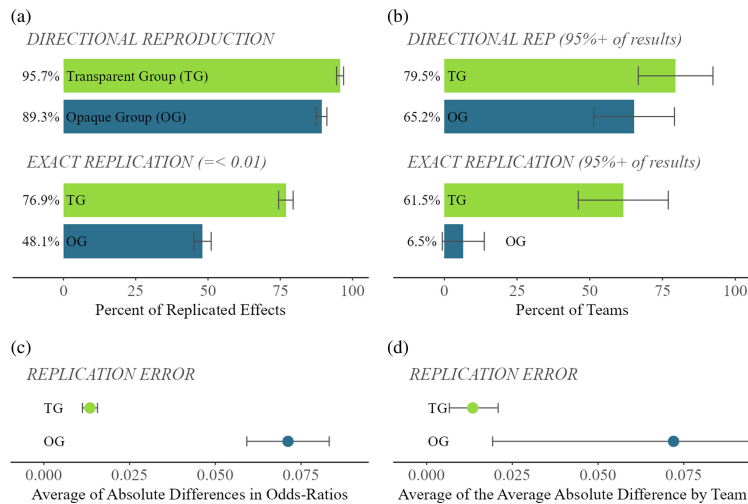 (a)
DIRECTIONAL REPRODUCTION
95.7% Transparent Group (TG)
89.3% Opaque Group (OG)
EXACT REPLICATION (=< 0.01)
76.9% TG
48.1% OG
0 25 50 75 100
Percent of Replicated Effects
(b)
DIRECTIONAL REP (95%+ of results)
79.5% TG
65.2% OG
EXACT REPLICATION (95%+ of results)
61.5% TG
6.5% OG
0 25 50 75 100
Percent of Teams
(c)
REPLICATION ERROR
TG
OG
0.000 0.025 0.050 0.075
Average of Absolute Differences in Odds-Ratios
(d)
REPLICATION ERROR
TG
OG
0.000 0.025 0.050 0.075
Average of the Average Absolute Difference by Team